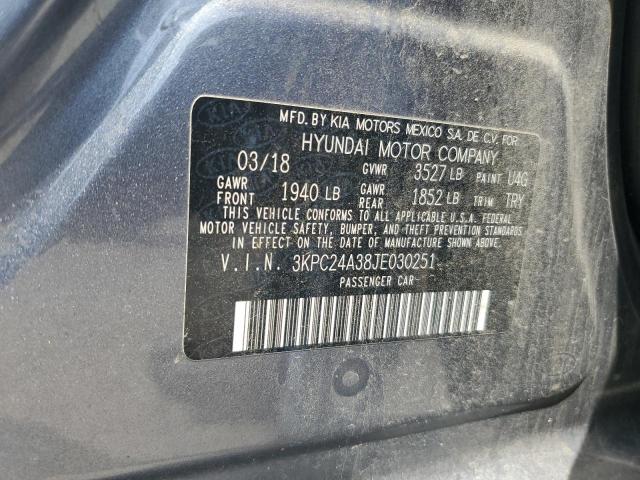 MFD. BY KIA MOTORS MEXICO S.A. DE C.V. FOR
HYUNDAI MOTOR COMPANY
03/18 GVWR 3527 LB PAINT U4G
GAWR FRONT 1940 LB GAWR REAR 1852 LB TRIM TRY
THIS VEHICLE CONFORMS TO ALL APPLICABLE U.S.A. FEDERAL
MOTOR VEHICLE SAFETY, BUMPER, AND THEFT PREVENTION STANDARDS
IN EFFECT ON THE DATE OF MANUFACTURE SHOWN ABOVE.
V.I.N. 3KPC24A38JE030251
PASSENGER CAR